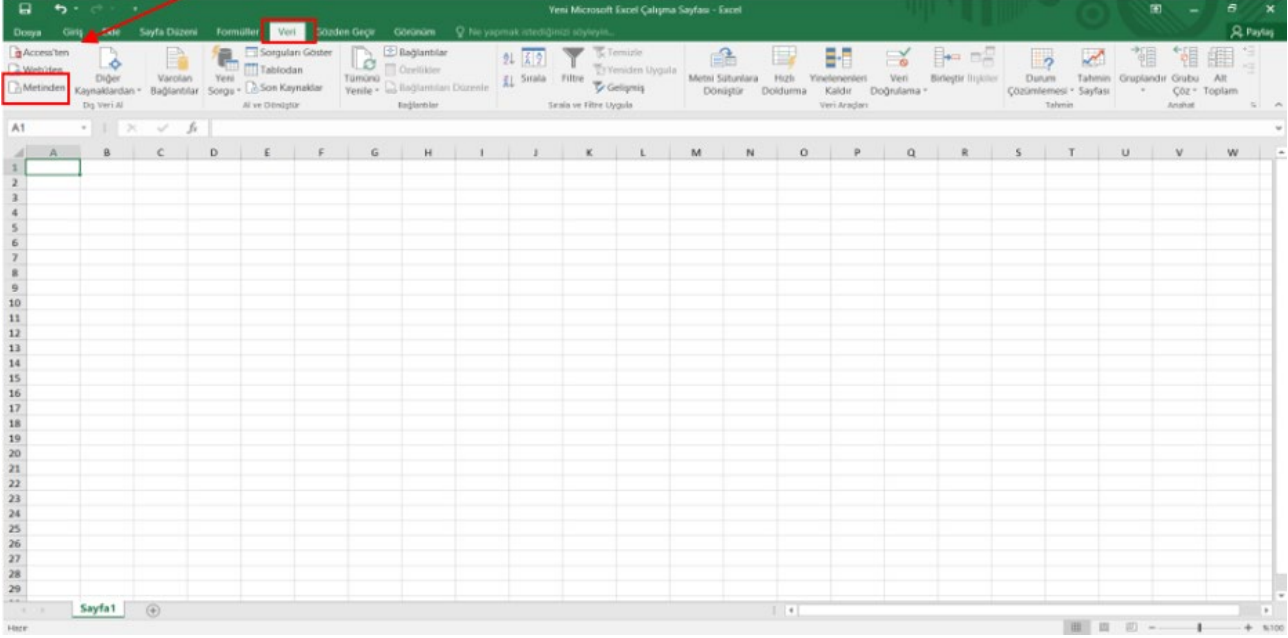 Yeni Microsoft Excel Çalışma Sayfası - Excel
Dosya Giriş Ekle Sayfa Düzeni Formüller Veri Gözden Geçir Görünüm Ne yapmak istediğinizi söyleyin... Paylaş
Access'ten
Web'den
Metinden
Diğer Kaynaklardan
Varolan Bağlantılar
Dış Veri Al
Yeni Sorgu
Sorguları Göster
Tablodan
Son Kaynaklar
Al ve Dönüştür
Tümünü Yenile
Bağlantılar
Özellikler
Bağlantıları Düzenle
Bağlantılar
Sırala
Filtre
Temizle
Yeniden Uygula
Gelişmiş
Sırala ve Filtre Uygula
Metni Sütunlara Dönüştür
Hızlı Doldurma
Yinelenenleri Kaldır
Veri Doğrulama
Birleştir
İlişkiler
Veri Araçları
Durum Çözümlemesi
Tahmin Sayfası
Tahmin
Gruplandır
Grubu Çöz
Alt Toplam
Anahat
A1 fx
A B C D E F G H I J K L M N O P Q R S T U V W
1
2
3
4
5
6
7
8
9
10
11
12
13
14
15
16
17
18
19
20
21
22
23
24
25
26
27
28
29
Sayfa1
Hazır %100